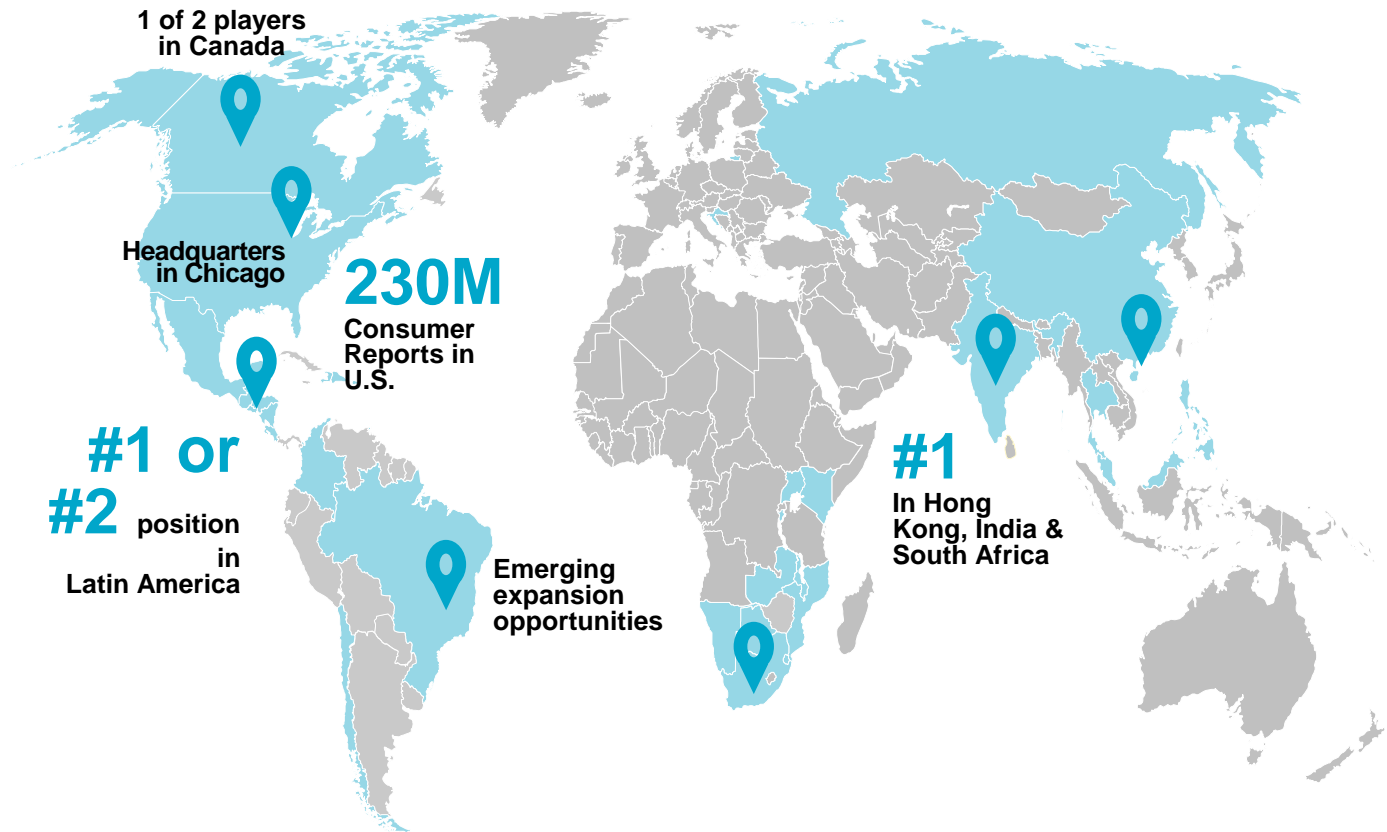 1 of 2 players
in Canada
Headquarters
in Chicago
230M
Consumer
Reports in
U.S.
#1 or
#2 position
in
Latin America
Emerging
expansion
opportunities
#1
In Hong
Kong, India &
South Africa